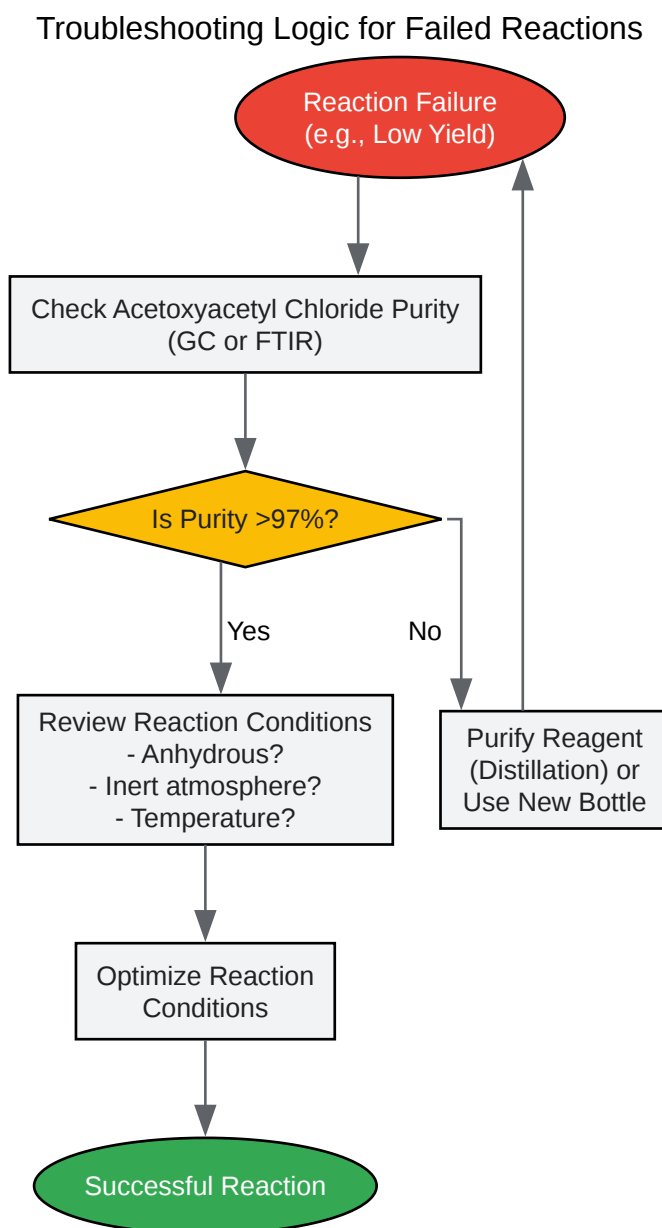 Troubleshooting Logic for Failed Reactions
Reaction Failure
(e.g., Low Yield)
Check Acetoxyacetyl Chloride Purity
(GC or FTIR)
Is Purity >97%?
Yes
No
Review Reaction Conditions
- Anhydrous?
- Inert atmosphere?
- Temperature?
Purify Reagent
(Distillation) or
Use New Bottle
Optimize Reaction
Conditions
Successful Reaction